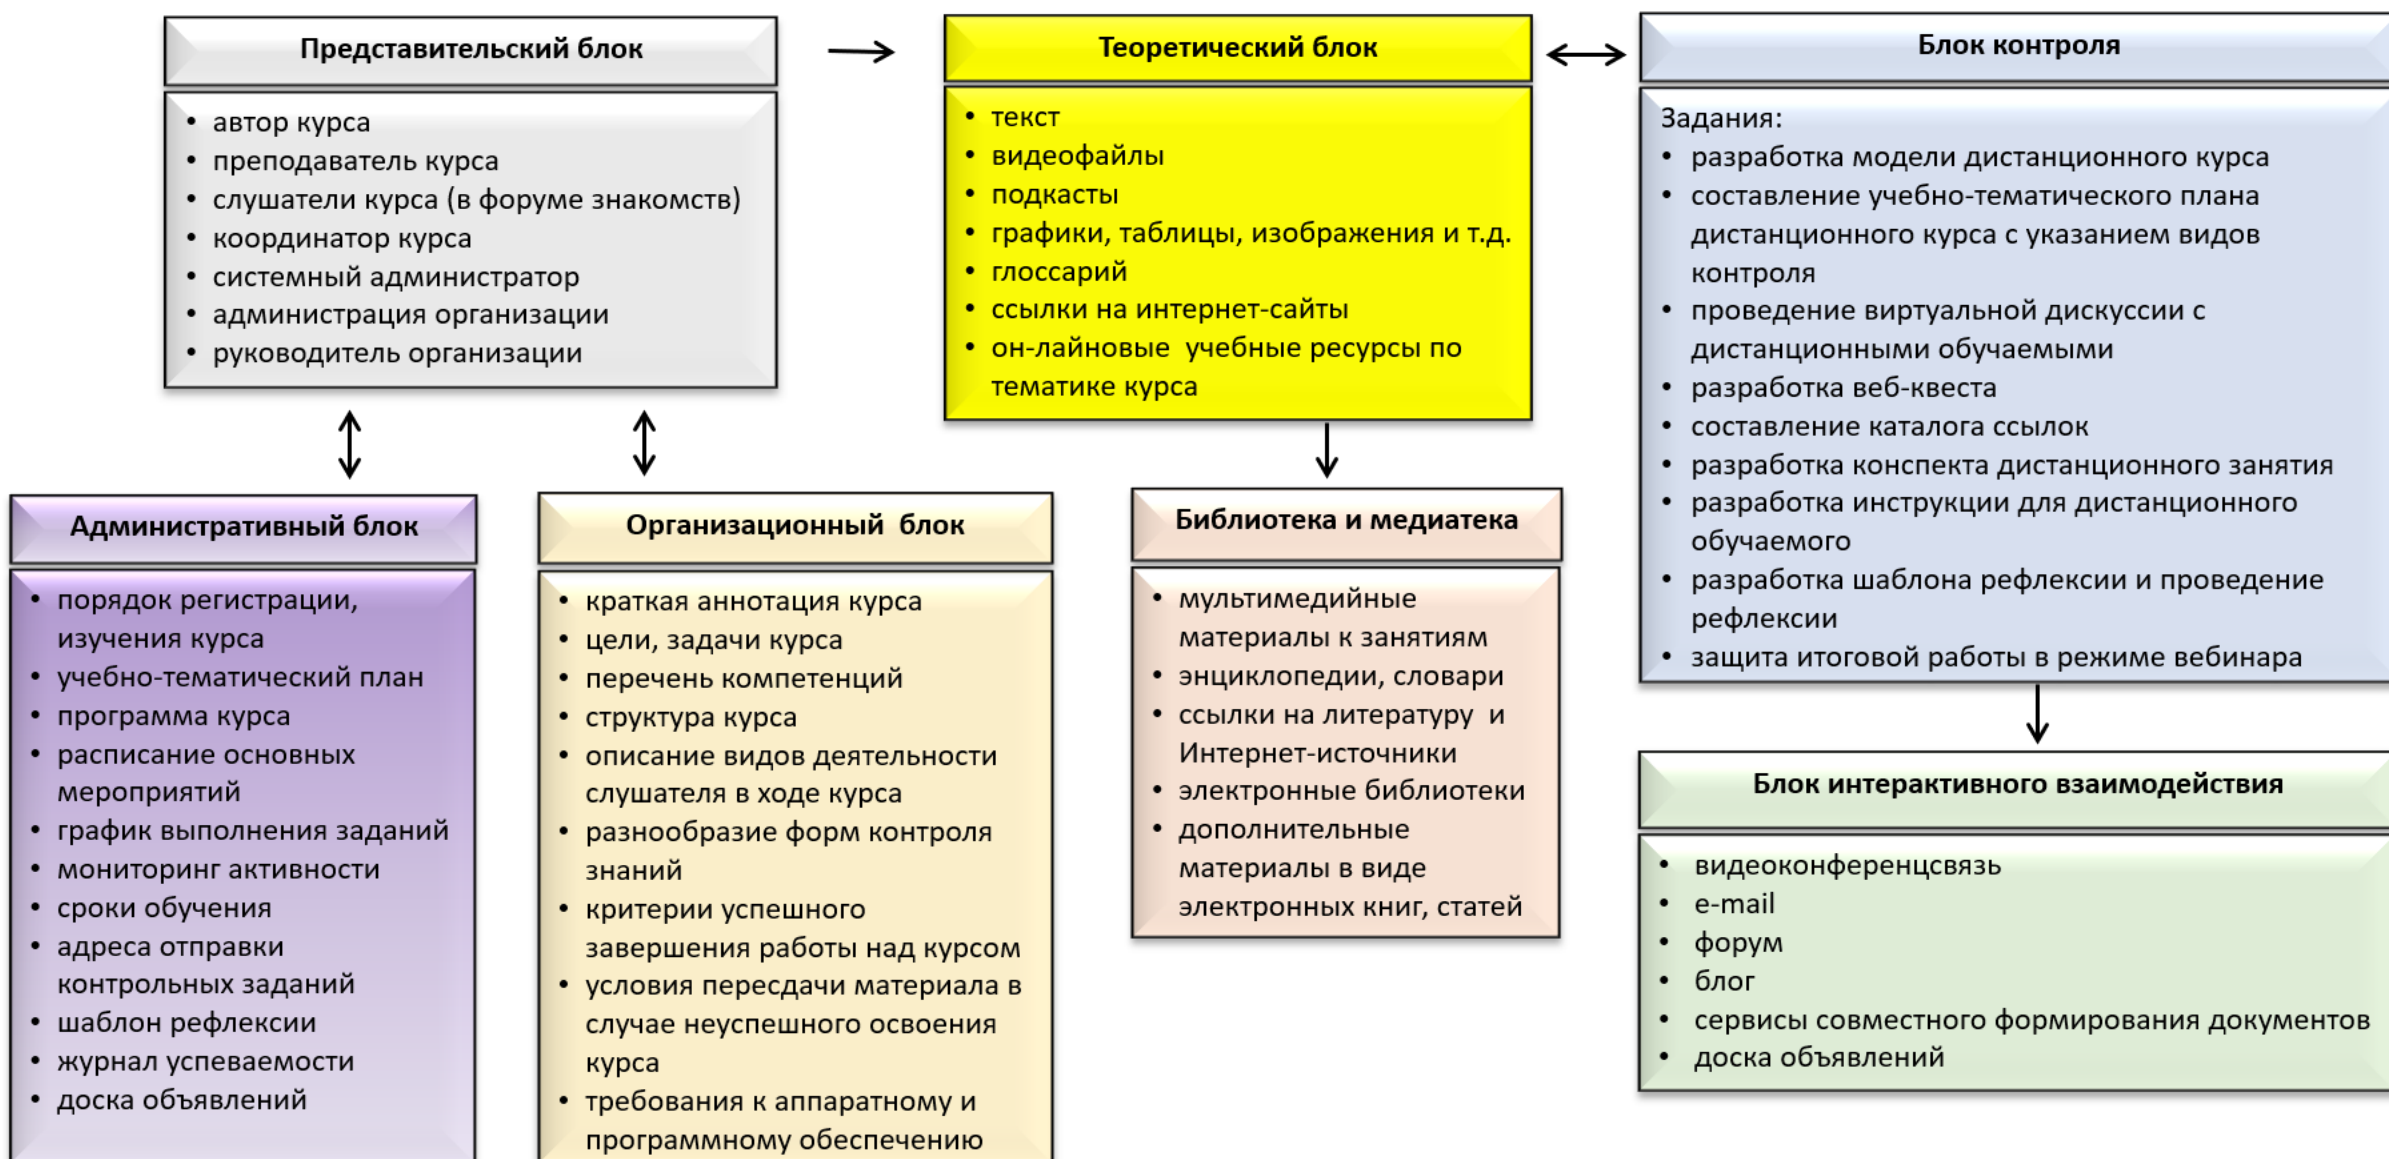 Представительский блок
• автор курса
• преподаватель курса
• слушатели курса (в форуме знакомств)
• координатор курса
• системный администратор
• администрация организации
• руководитель организации
Теоретический блок
• текст
• видеофайлы
• подкасты
• графики, таблицы, изображения и т.д.
• глоссарий
• ссылки на интернет-сайты
• он-лайновые учебные ресурсы по
тематике курса
Блок контроля
Задания:
• разработка модели дистанционного курса
• составление учебно-тематического плана
дистанционного курса с указанием видов
контроля
• проведение виртуальной дискуссии с
дистанционными обучаемыми
• разработка веб-квеста
• составление каталога ссылок
• разработка конспекта дистанционного занятия
• разработка инструкции для дистанционного
обучаемого
• разработка шаблона рефлексии и проведение
рефлексии
• защита итоговой работы в режиме вебинара
Административный блок
• порядок регистрации,
изучения курса
• учебно-тематический план
• программа курса
• расписание основных
мероприятий
• график выполнения заданий
• мониторинг активности
• сроки обучения
• адреса отправки
контрольных заданий
• шаблон рефлексии
• журнал успеваемости
• доска объявлений
Организационный блок
• краткая аннотация курса
• цели, задачи курса
• перечень компетенций
• структура курса
• описание видов деятельности
слушателя в ходе курса
• разнообразие форм контроля
знаний
• критерии успешного
завершения работы над курсом
• условия пересдачи материала в
случае неуспешного освоения
курса
• требования к аппаратному и
программному обеспечению
Библиотека и медиатека
• мультимедийные
материалы к занятиям
• энциклопедии, словари
• ссылки на литературу и
Интернет-источники
• электронные библиотеки
• дополнительные
материалы в виде
электронных книг, статей
Блок интерактивного взаимодействия
• видеоконференцсвязь
• e-mail
• форум
• блог
• сервисы совместного формирования документов
• доска объявлений